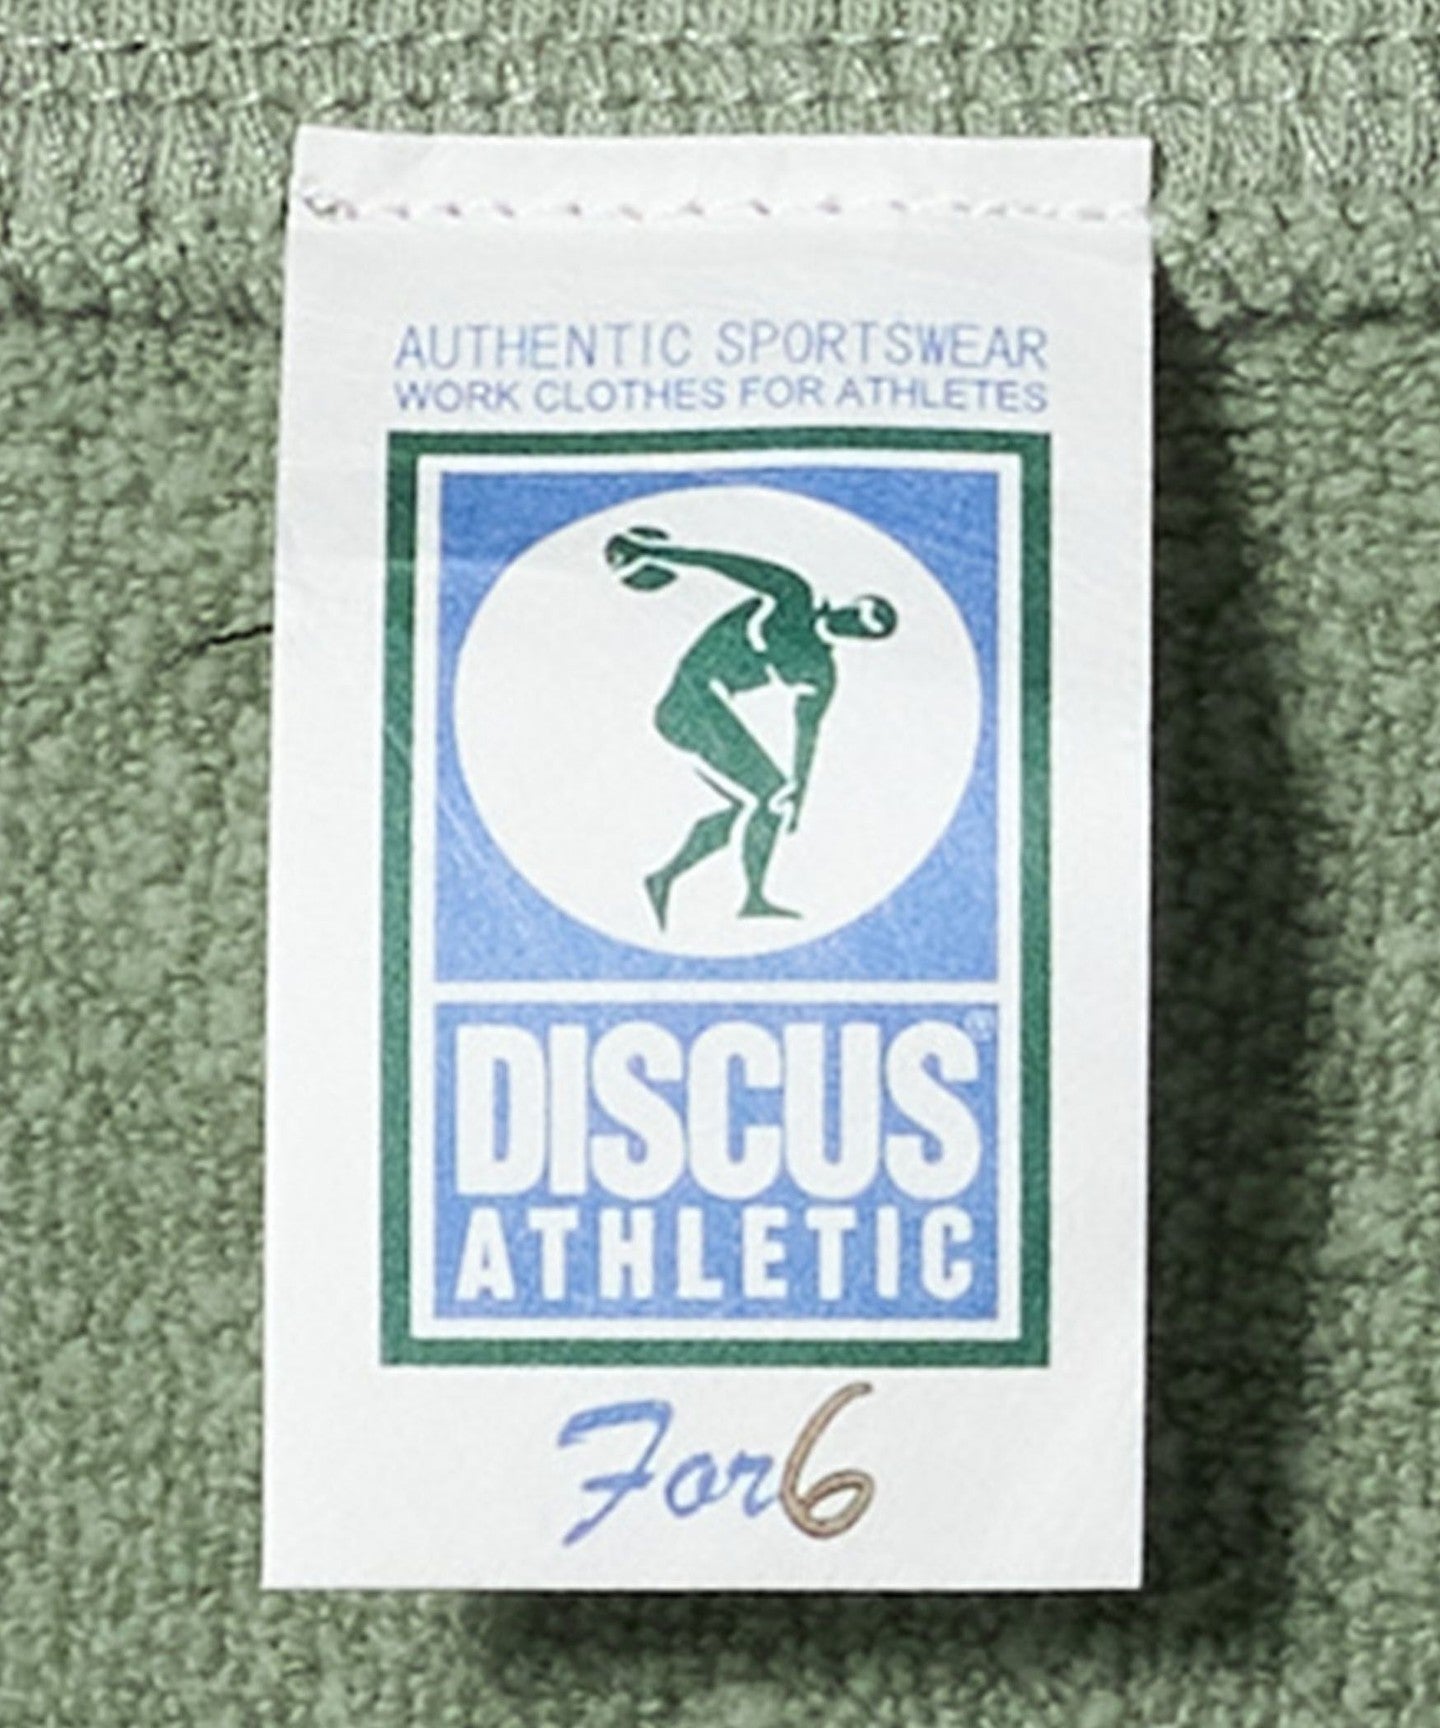 AUTHENTIC SPORTSWEAR
WORK CLOTHES FOR ATHLETES
DISCUS®
ATHLETIC
For6